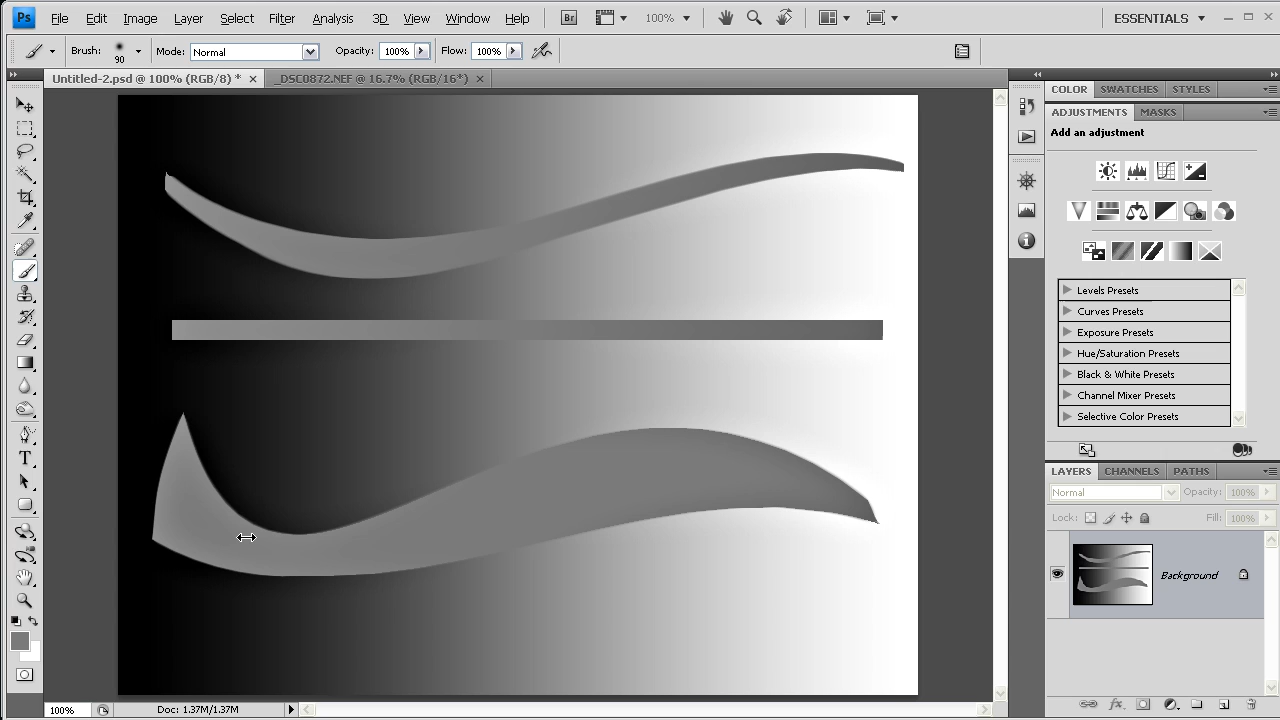 Ps File Edit Image Layer Select Filter Analysis 3D View Window Help Br 100% ESSENTIALS
Brush: 90 Mode: Normal Opacity: 100% Flow: 100%
Untitled-2.psd @ 100% (RGB/8) * _DSC0872.NEF @ 16.7% (RGB/16*)
COLOR SWATCHES STYLES
ADJUSTMENTS MASKS
Add an adjustment
Levels Presets
Curves Presets
Exposure Presets
Hue/Saturation Presets
Black & White Presets
Channel Mixer Presets
Selective Color Presets
LAYERS CHANNELS PATHS
Normal Opacity: 100%
Lock: Fill: 100%
Background
100% Doc: 1.37M/1.37M